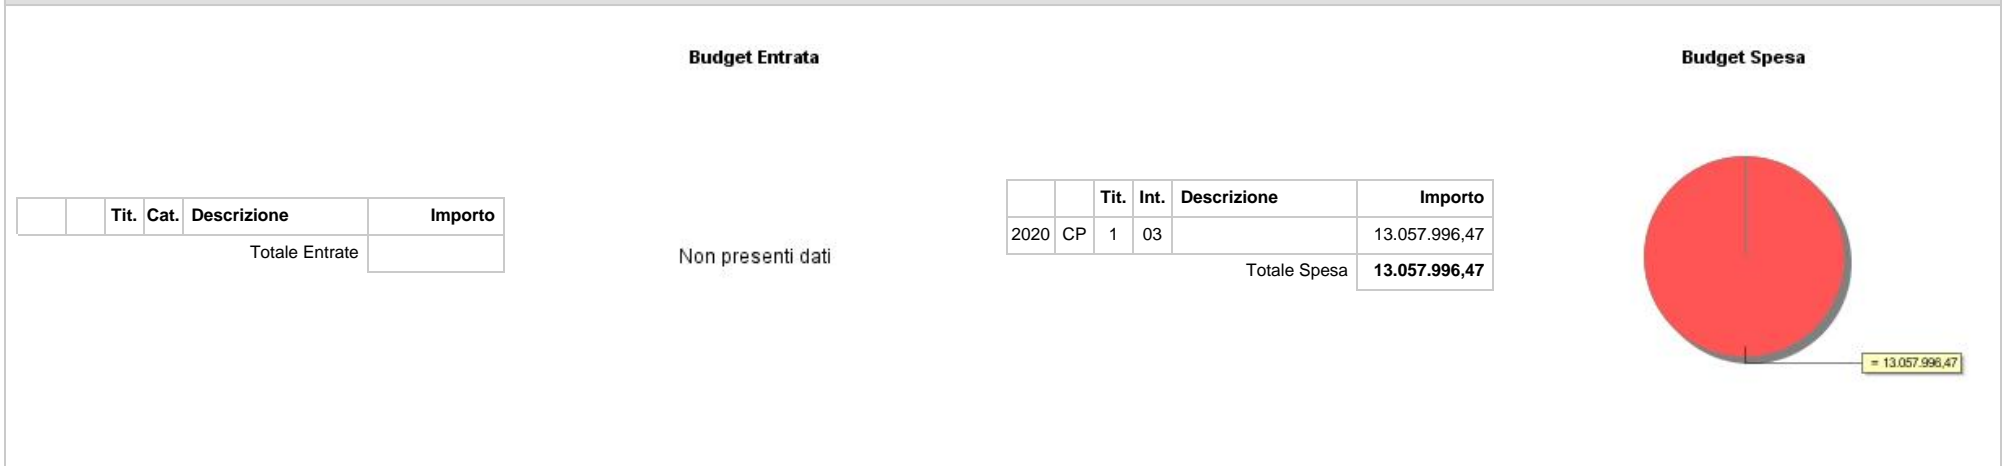 Budget Entrata
Tit. Cat. Descrizione Importo
Totale Entrate
Non presenti dati
Budget Spesa
Tit. Int. Descrizione Importo
2020 CP 1 03 13.057.996,47
Totale Spesa 13.057.996,47
= 13.057.996,47